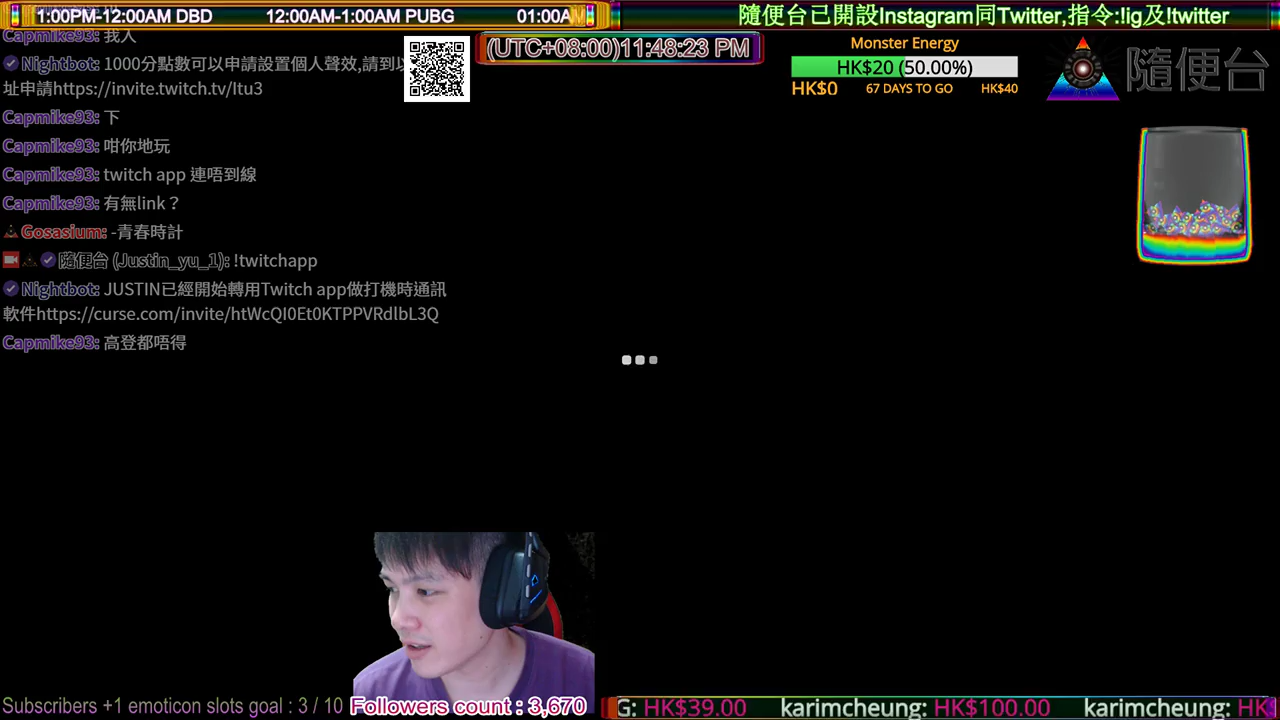 1:00PM-12:00AM DBD 12:00AM-1:00AM PUBG 01:00AM
隨便台已開設Instagram同Twitter,指令:!ig及!twitter
Capmike93: 我入
Nightbot: 1000分點數可以申請設置個人聲效,請到以
址申請https://invite.twitch.tv/Itu3
(UTC+08:00)11:48:23 PM
Monster Energy
HK$20 (50.00%)
HK$0 67 DAYS TO GO HK$40
隨便台
Capmike93: 下
Capmike93: 咁你地玩
Capmike93: twitch app 連唔到線
Capmike93: 有無link？
Gosasium: -青春時計
隨便台 (Justin_yu_1): !twitchapp
Nightbot: JUSTIN已經開始轉用Twitch app做打機時通訊
軟件https://curse.com/invite/htWcQI0Et0KTPPVRdlbL3Q
Capmike93: 高登都唔得
Subscribers +1 emoticon slots goal : 3 / 10
Followers count : 3,670
G: HK$39.00 karimcheung: HK$100.00 karimcheung: HK$